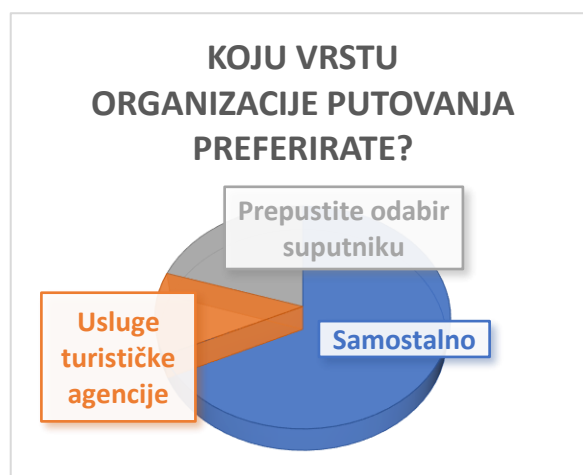 KOJU VRSTU
ORGANIZACIJE PUTOVANJA
PREFERIRATE?
Prepustite odabir
suputniku
Usluge
turističke
agencije
Samostalno